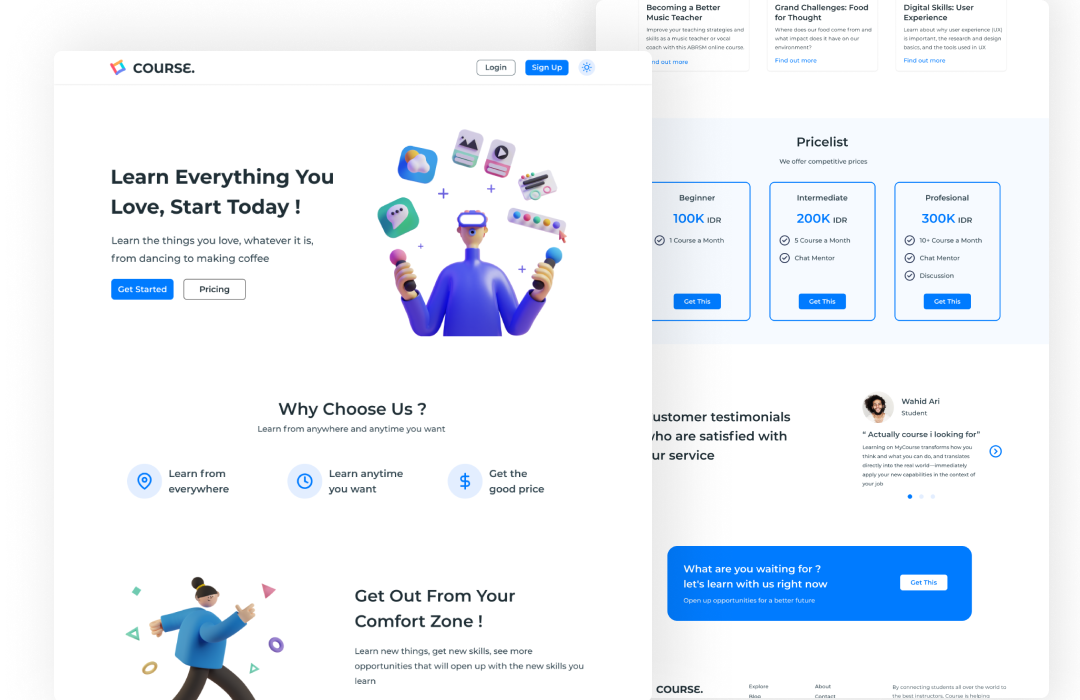 COURSE.
Login
Sign Up
Learn Everything You
Love, Start Today !
Learn the things you love, whatever it is,
from dancing to making coffee
Get Started
Pricing
Why Choose Us ?
Learn from anywhere and anytime you want
Learn from
everywhere
Learn anytime
you want
Get the
good price
Get Out From Your
Comfort Zone !
Learn new things, get new skills, see more
opportunities that will open up with the new skills you
learn
Becoming a Better
Music Teacher
Improve your teaching strategies and
skills as a music teacher or vocal
coach with this ABRSM online course
nd out more
Grand Challenges: Food
for Thought
Where does our food come from and
what impact does it have on our
environment?
Find out more
Digital Skills: User
Experience
Learn about why user experience (UX)
is important, the research and design
basics, and the tools used in UX
Find out more
Pricelist
We offer competitive prices
Beginner
100K IDR
1 Course a Month
Get This
Intermediate
200K IDR
5 Course a Month
Chat Mentor
Get This
Profesional
300K IDR
10+ Course a Month
Chat Mentor
Discussion
Get This
ustomer testimonials
ho are satisfied with
ur service
Wahid Ari
Student
“ Actually course i looking for”
Learning on MyCourse transforms how you
think and what you can do, and translates
directly into the real world—immediately
apply your new capabilities in the context of
your job
What are you waiting for ?
let's learn with us right now
Open up opportunities for a better future
Get This
COURSE.
Explore
Blog
About
Contact
By connecting students all over the world to
the best instructors, Course is helping